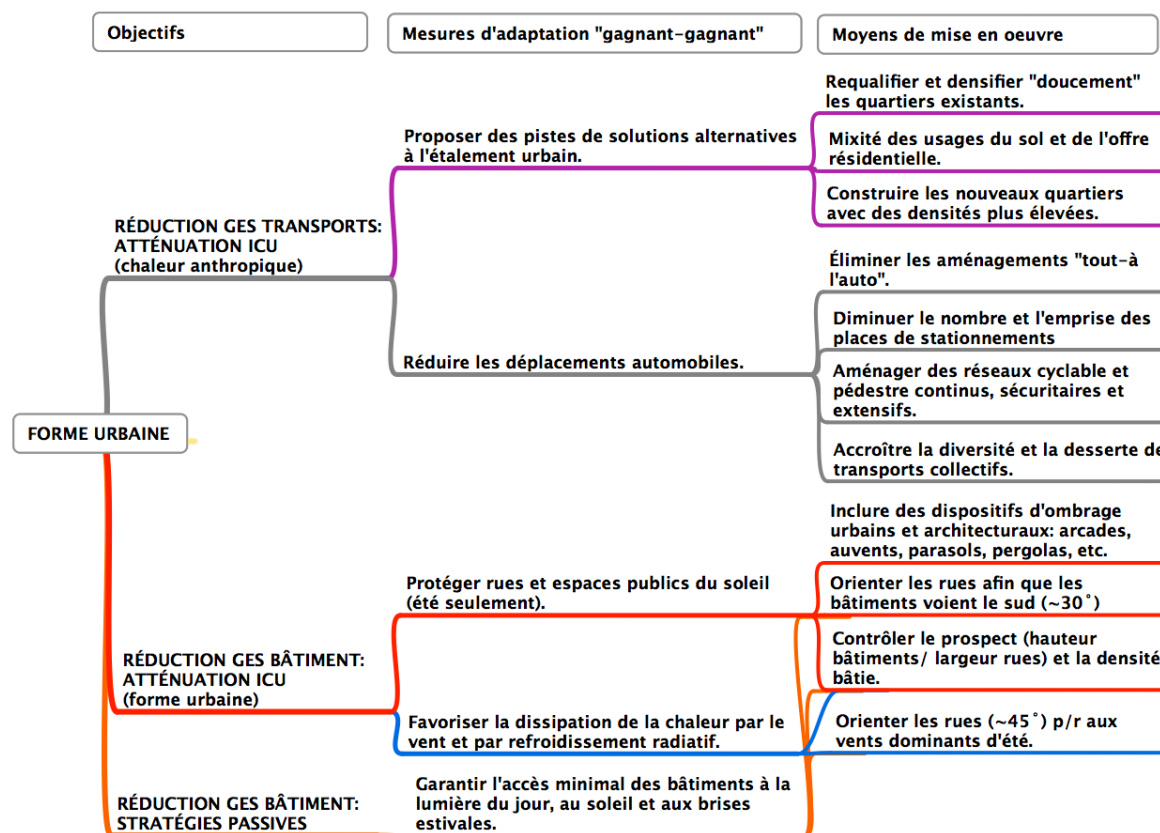 Objectifs
Mesures d'adaptation "gagnant-gagnant"
Moyens de mise en oeuvre
FORME URBAINE
RÉDUCTION GES TRANSPORTS:
ATTÉNUATION ICU
(chaleur anthropique)
Proposer des pistes de solutions alternatives
à l'étalement urbain.
Requalifier et densifier "doucement"
les quartiers existants.
Mixité des usages du sol et de l'offre
résidentielle.
Construire les nouveaux quartiers
avec des densités plus élevées.
Réduire les déplacements automobiles.
Éliminer les aménagements "tout-à
l'auto".
Diminuer le nombre et l'emprise des
places de stationnements
Aménager des réseaux cyclable et
pédestre continus, sécuritaires et
extensifs.
Accroître la diversité et la desserte de
transports collectifs.
RÉDUCTION GES BÂTIMENT:
ATTÉNUATION ICU
(forme urbaine)
Protéger rues et espaces publics du soleil
(été seulement).
Inclure des dispositifs d'ombrage
urbains et architecturaux: arcades,
auvents, parasols, pergolas, etc.
Orienter les rues afin que les
bâtiments voient le sud (~30˚)
Contrôler le prospect (hauteur
bâtiments/ largeur rues) et la densité
bâtie.
Favoriser la dissipation de la chaleur par le
vent et par refroidissement radiatif.
Orienter les rues (~45˚) p/r aux
vents dominants d'été.
RÉDUCTION GES BÂTIMENT:
STRATÉGIES PASSIVES
Garantir l'accès minimal des bâtiments à la
lumière du jour, au soleil et aux brises
estivales.